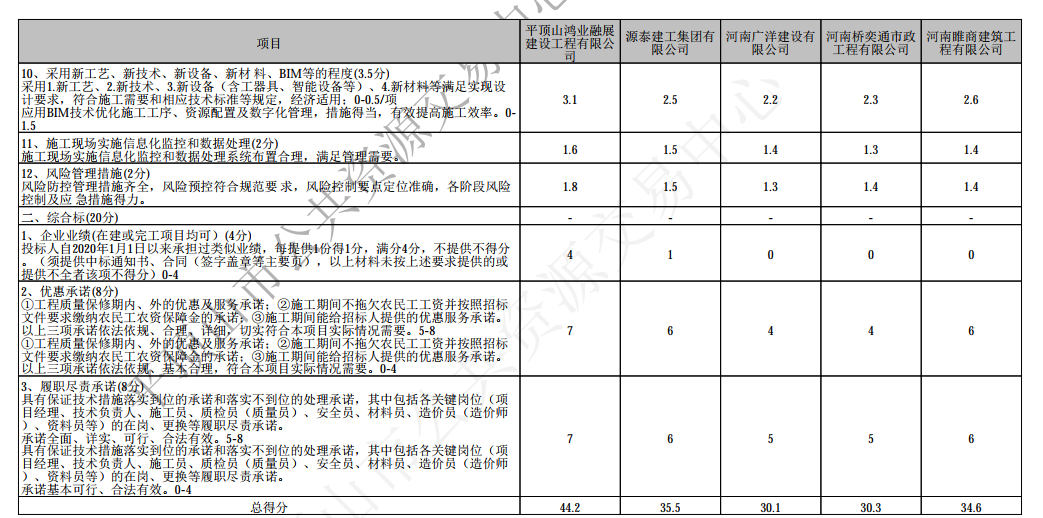 项目
平顶山鸿业融展
建设工程有限公
司
源泰建工集团有
限公司
河南广洋建设有
限公司
河南桥奕通市政
工程有限公司
河南睢商建筑工
程有限公司
10、采用新工艺、新技术、新设备、新材 料、BIM等的程度(3.5分)
采用1.新工艺、2.新技术、3.新设备（含工器具、智能设备等）、4.新材料等满足实现设
计要求，符合施工需要和相应技术标准等规定，经济适用；0-0.5/项
应用BIM技术优化施工工序、资源配置及数字化管理，措施得当，有效提高施工效率。0-
1.5
3.1
2.5
2.2
2.3
2.6
11、施工现场实施信息化监控和数据处理(2分)
施工现场实施信息化监控和数据处理系统布置合理，满足管理需要。
1.6
1.5
1.4
1.3
1.4
12、风险管理措施(2分)
风险防控管理措施齐全，风险预控符合规范要 求，风险控制要点定位准确，各阶段风险
控制及应 急措施得力。
1.8
1.5
1.3
1.4
1.4
二、综合标(20分)
-
-
-
-
-
1、企业业绩(在建或完工项目均可）(4分)
投标人自2020年1月1日以来承担过类似业绩，每提供1份得1分，满分4分，不提供不得分
。（须提供中标通知书、合同（签字盖章等主要页），以上材料未按上述要求提供的或
提供不全者该项不得分）0-4
4
1
0
0
0
2、优惠承诺(8分)
①工程质量保修期内、外的优惠及服务承诺；②施工期间不拖欠农民工工资并按照招标
文件要求缴纳农民工农资保障金的承诺；③施工期间能给招标人提供的优惠服务承诺。
以上三项承诺依法依规、合理、详细，切实符合本项目实际情况需要。5-8
①工程质量保修期内、外的优惠及服务承诺；②施工期间不拖欠农民工工资并按照招标
文件要求缴纳农民工农资保障金的承诺；③施工期间能给招标人提供的优惠服务承诺。
以上三项承诺依法依规、基本合理，符合本项目实际情况需要。0-4
7
6
4
4
6
3、履职尽责承诺(8分)
具有保证技术措施落实到位的承诺和落实不到位的处理承诺，其中包括各关键岗位（项
目经理、技术负责人、施工员、质检员（质量员）、安全员、材料员、造价员（造价师
）、资料员等）的在岗、更换等履职尽责承诺。
承诺全面、详实、可行、合法有效。5-8
具有保证技术措施落实到位的承诺和落实不到位的处理承诺，其中包括各关键岗位（项
目经理、技术负责人、施工员、质检员（质量员）、安全员、材料员、造价员（造价师
）、资料员等）的在岗、更换等履职尽责承诺。
承诺基本可行、合法有效。0-4
7
6
5
5
6
总得分
44.2
35.5
30.1
30.3
34.6
平顶山市公共资源交易中心
山市公共资源交易中心